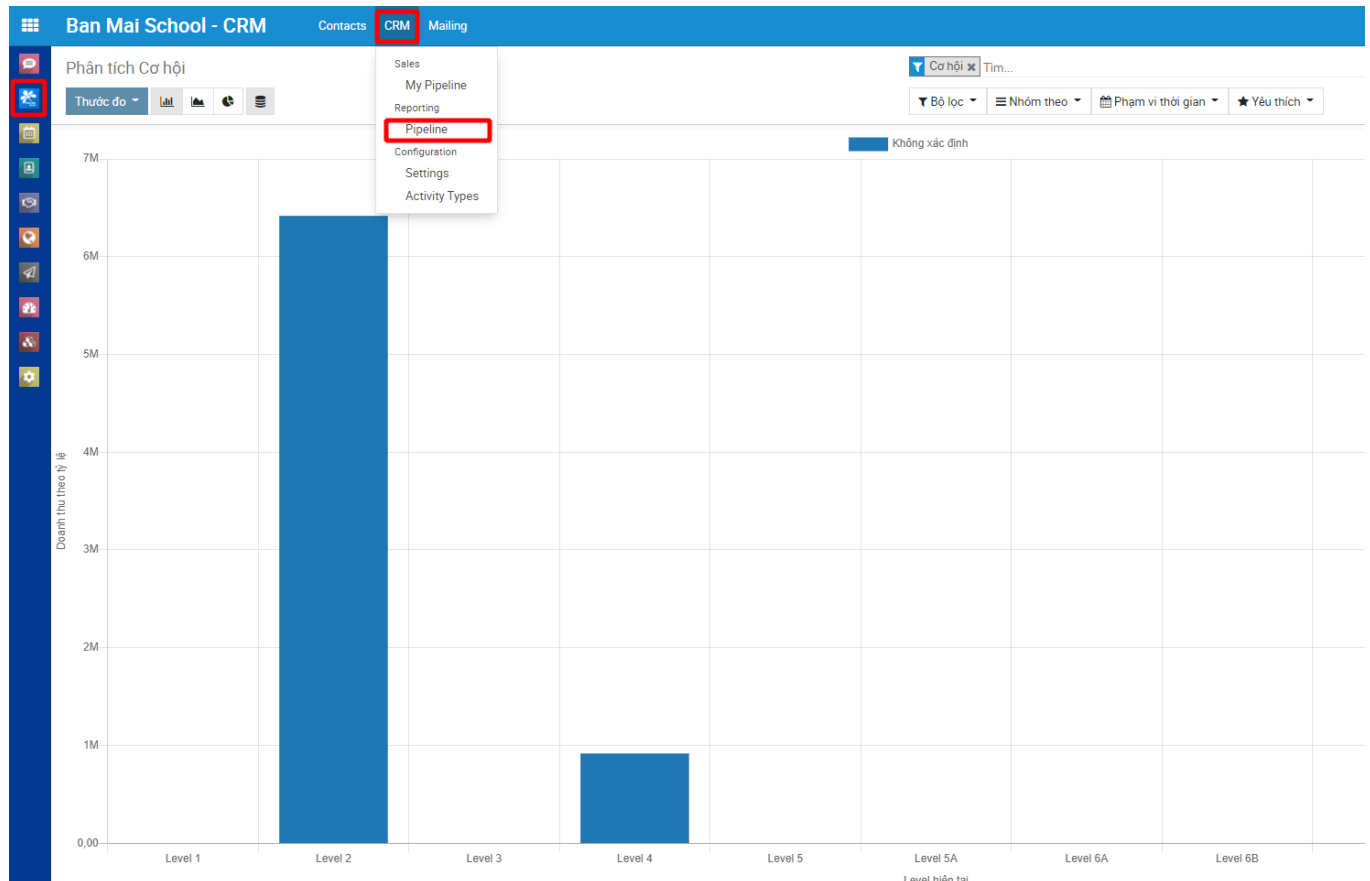 Ban Mai School - CRM Contacts CRM Mailing
Phân tích Cơ hội
Cơ hội Tìm...
Thước đo
Bộ lọc Nhóm theo Phạm vi thời gian Yêu thích
Sales
My Pipeline
Reporting
Pipeline
Configuration
Settings
Activity Types
Không xác định
7M
6M
5M
4M
3M
2M
1M
0,00
Doanh thu theo tỷ lệ
Level 1 Level 2 Level 3 Level 4 Level 5 Level 5A Level 6A Level 6B
Level hiện tại